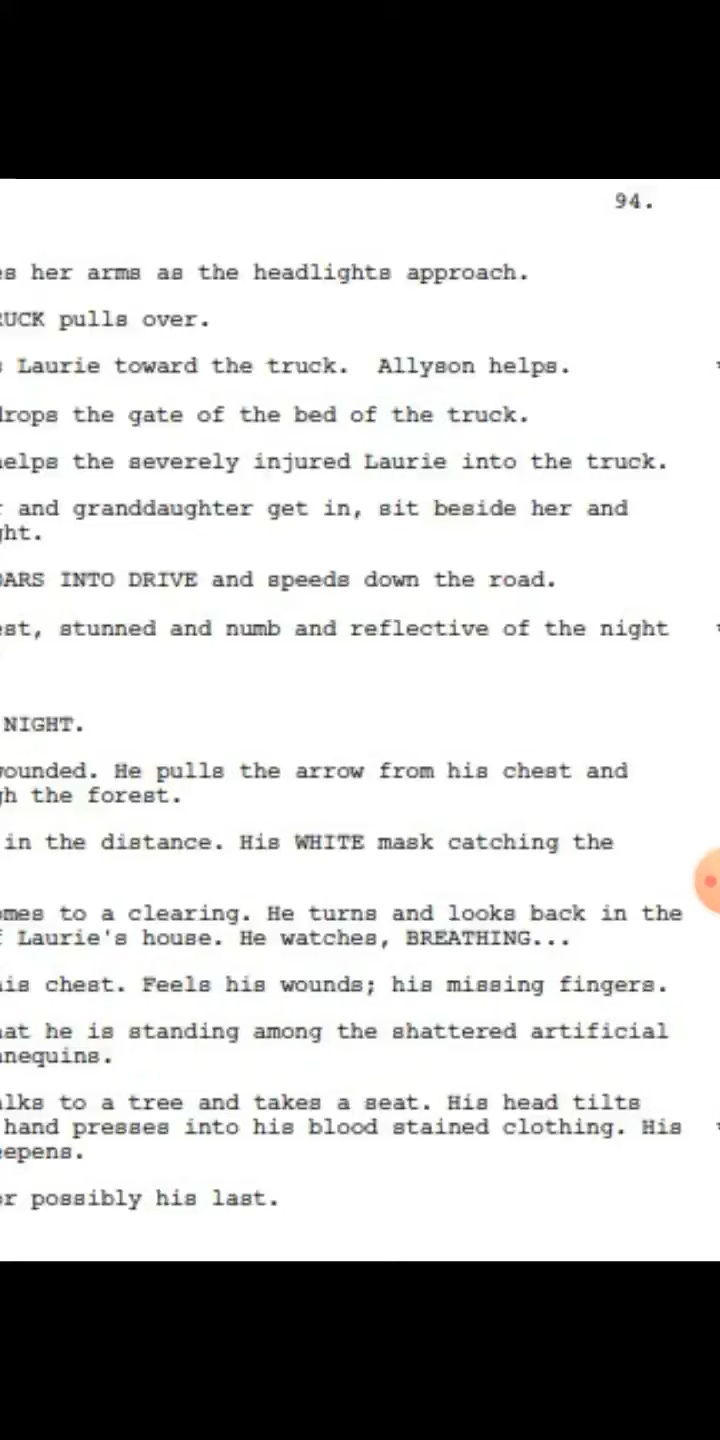 94.
es her arms as the headlights approach.
RUCK pulls over.
s Laurie toward the truck. Allyson helps.
drops the gate of the bed of the truck.
helps the severely injured Laurie into the truck.
r and granddaughter get in, sit beside her and
ght.
OARS INTO DRIVE and speeds down the road.
est, stunned and numb and reflective of the night
NIGHT.
wounded. He pulls the arrow from his chest and
gh the forest.
in the distance. His WHITE mask catching the
omes to a clearing. He turns and looks back in the
f Laurie's house. He watches, BREATHING...
his chest. Feels his wounds; his missing fingers.
hat he is standing among the shattered artificial
nnequins.
alks to a tree and takes a seat. His head tilts
hand presses into his blood stained clothing. His
eepens.
or possibly his last.